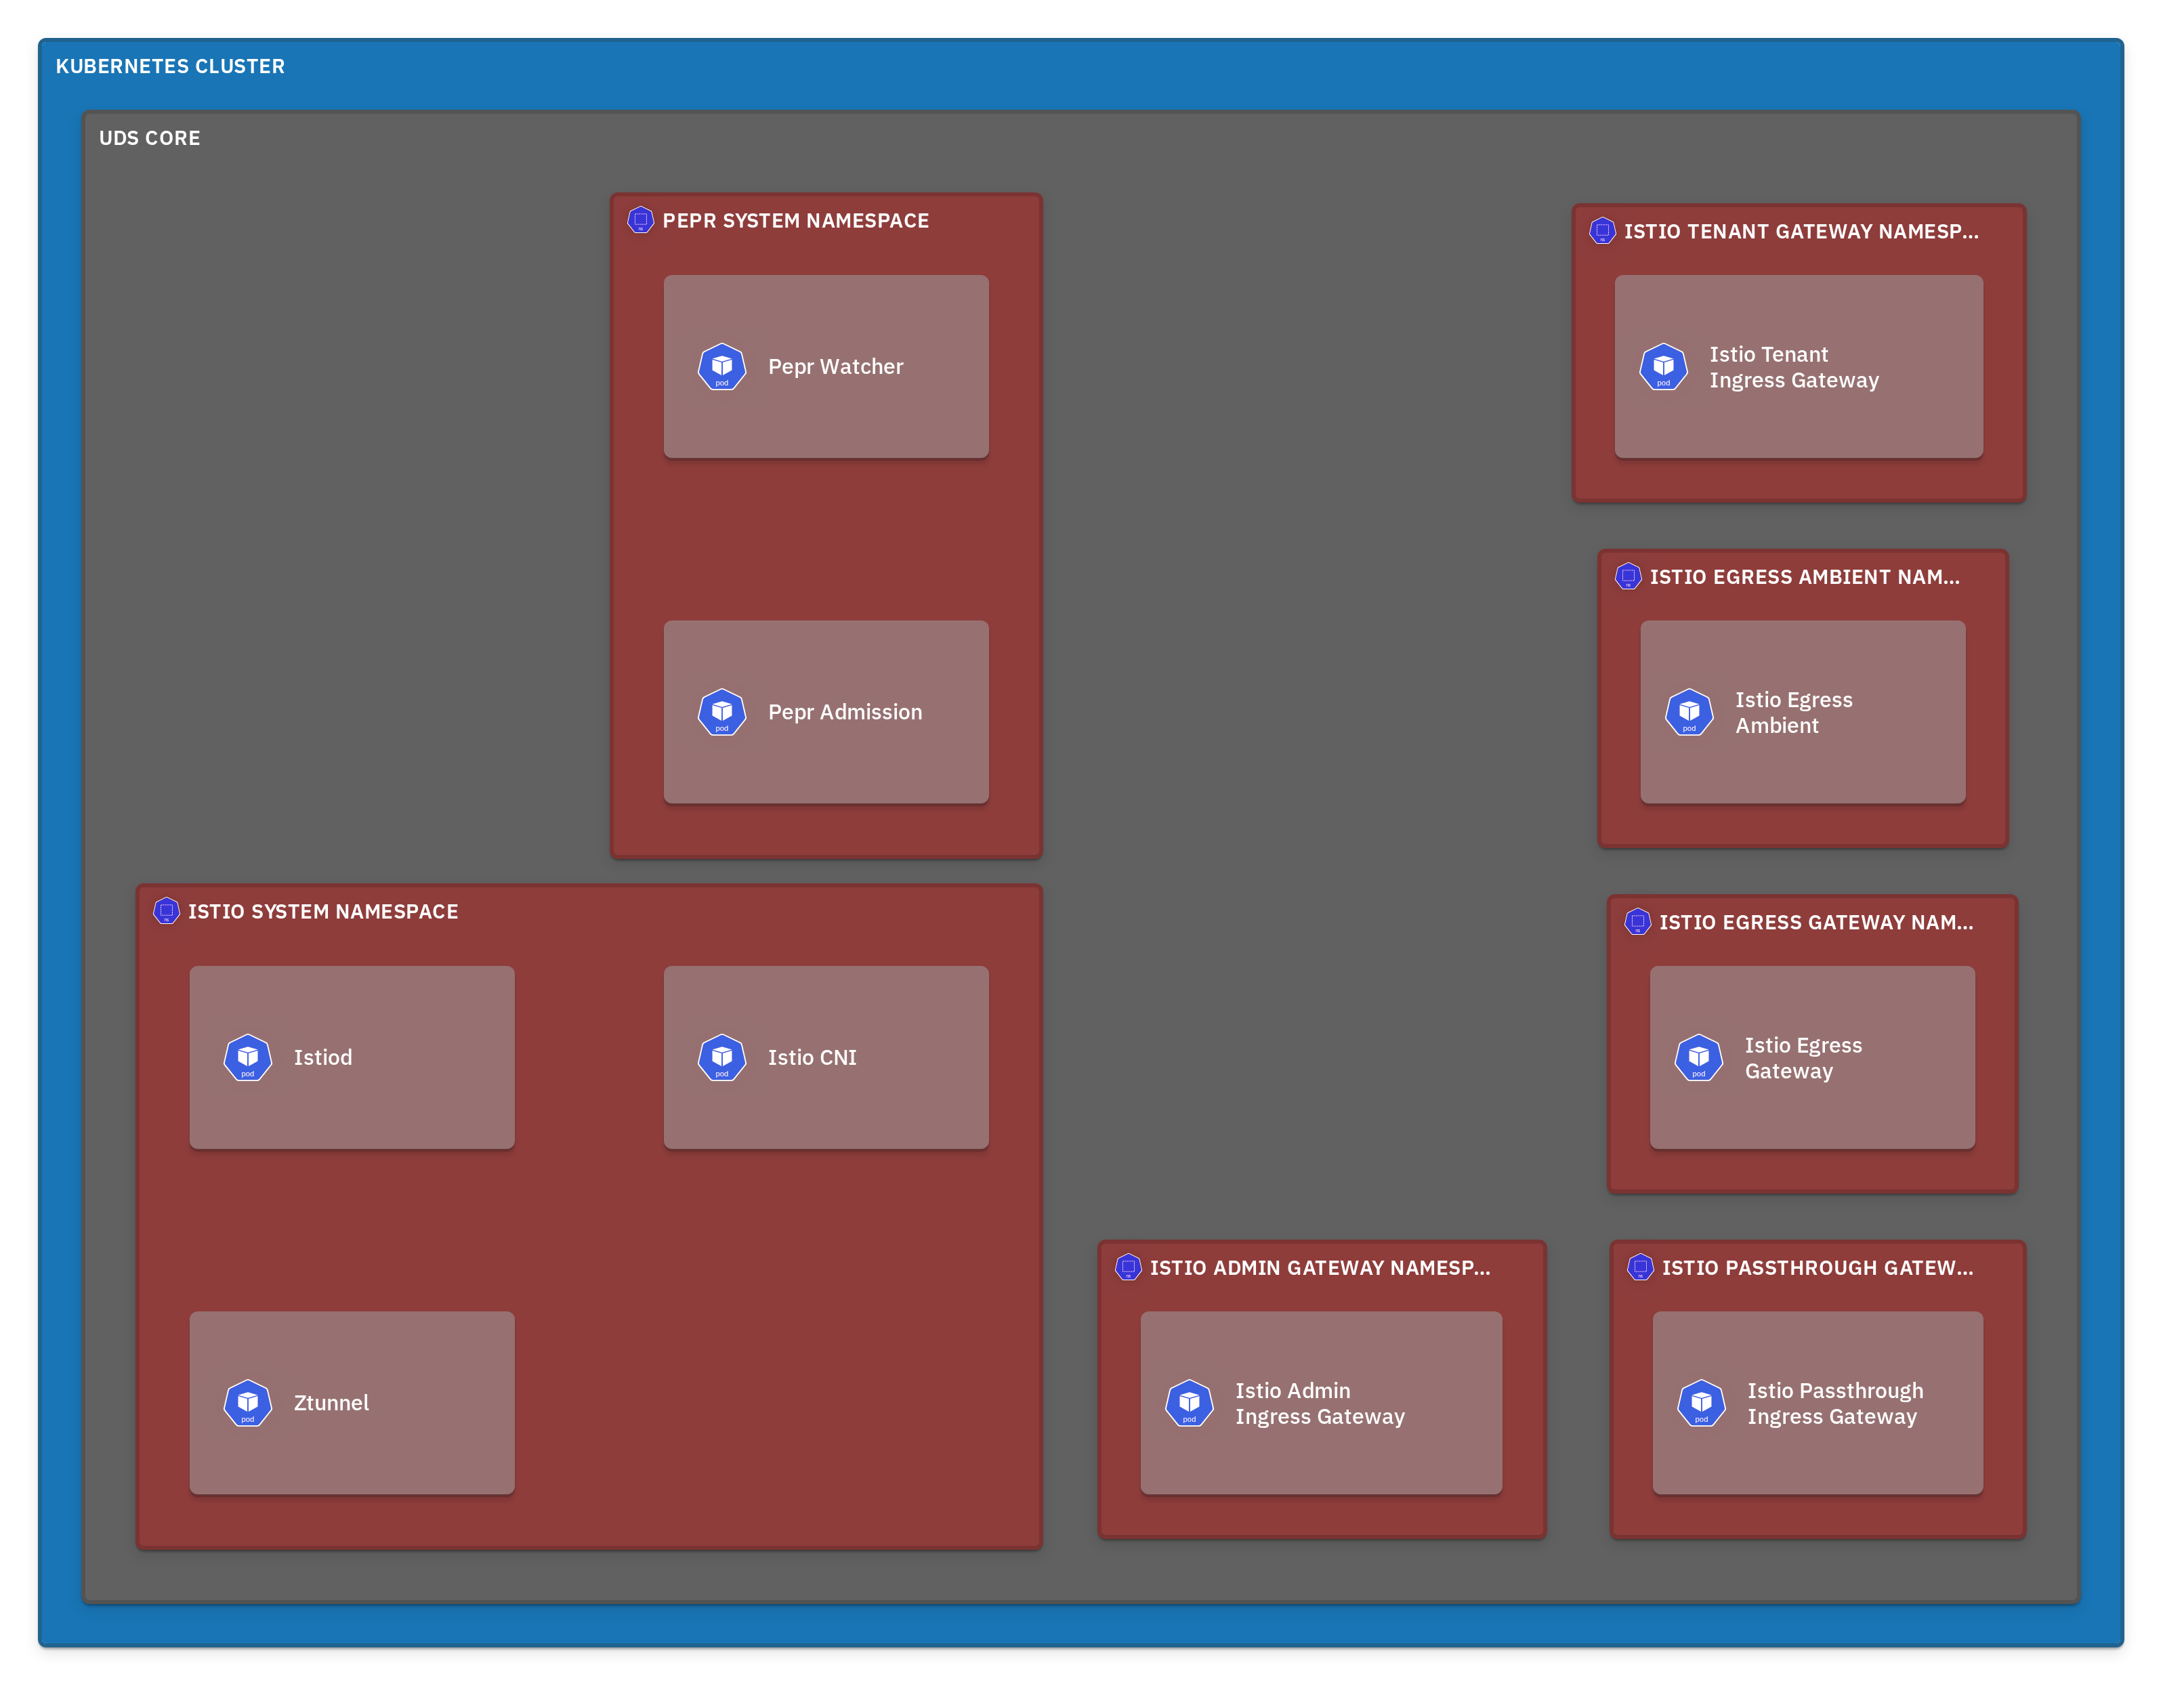 KUBERNETES CLUSTER
UDS CORE
PEPR SYSTEM NAMESPACE
pod
Pepr Watcher
pod
Pepr Admission
ISTIO TENANT GATEWAY NAMESP...
pod
Istio Tenant
Ingress Gateway
ISTIO EGRESS AMBIENT NAM...
pod
Istio Egress
Ambient
ISTIO SYSTEM NAMESPACE
pod
Istiod
pod
Istio CNI
pod
Ztunnel
ISTIO EGRESS GATEWAY NAM...
pod
Istio Egress
Gateway
ISTIO ADMIN GATEWAY NAMESP...
pod
Istio Admin
Ingress Gateway
ISTIO PASSTHROUGH GATEW...
pod
Istio Passthrough
Ingress Gateway